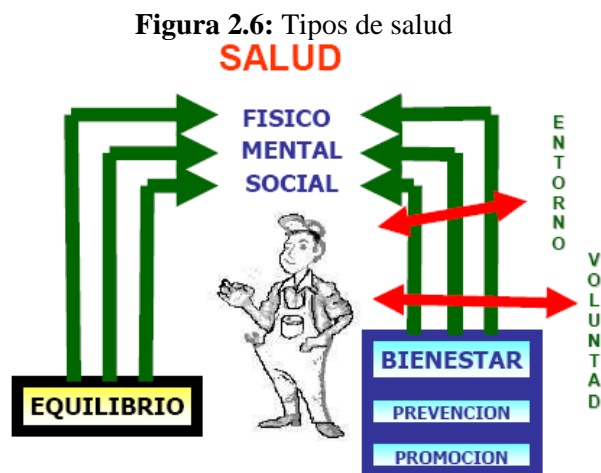 Figura 2.6: Tipos de salud
SALUD
FISICO
MENTAL
SOCIAL
ENTORNO
VOLUNTAD
EQUILIBRIO
BIENESTAR
PREVENCION
PROMOCION